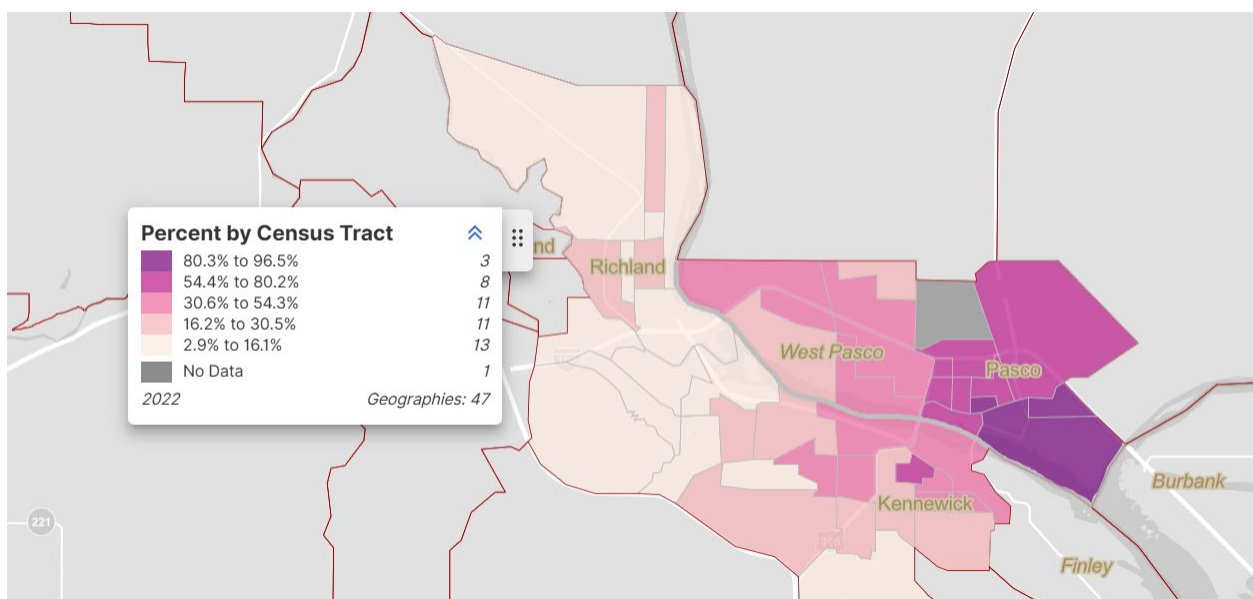 Percent by Census Tract
80.3% to 96.5% 3
54.4% to 80.2% 8
30.6% to 54.3% 11
16.2% to 30.5% 11
2.9% to 16.1% 13
No Data 1
2022 Geographies: 47
nd
Richland
West Pasco
Pasco
Burbank
Kennewick
221
395
Finley